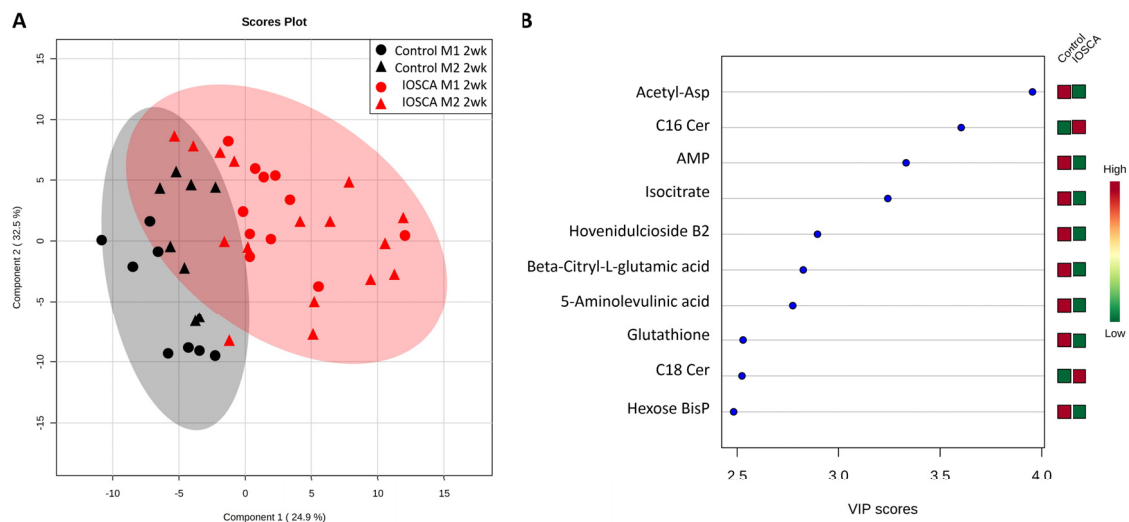 A
Scores Plot
Control M1 2wk
Control M2 2wk
IOSCA M1 2wk
IOSCA M2 2wk
15
10
5
0
-5
-10
-15
Component 2 ( 32.5 %)
-10
-5
0
5
10
15
Component 1 ( 24.9 %)
B
Control
IOSCA
Acetyl-Asp
C16 Cer
AMP
Isocitrate
Hovenidulcioside B2
Beta-Citryl-L-glutamic acid
5-Aminolevulinic acid
Glutathione
C18 Cer
Hexose BisP
High
Low
2.5
3.0
3.5
4.0
VIP scores